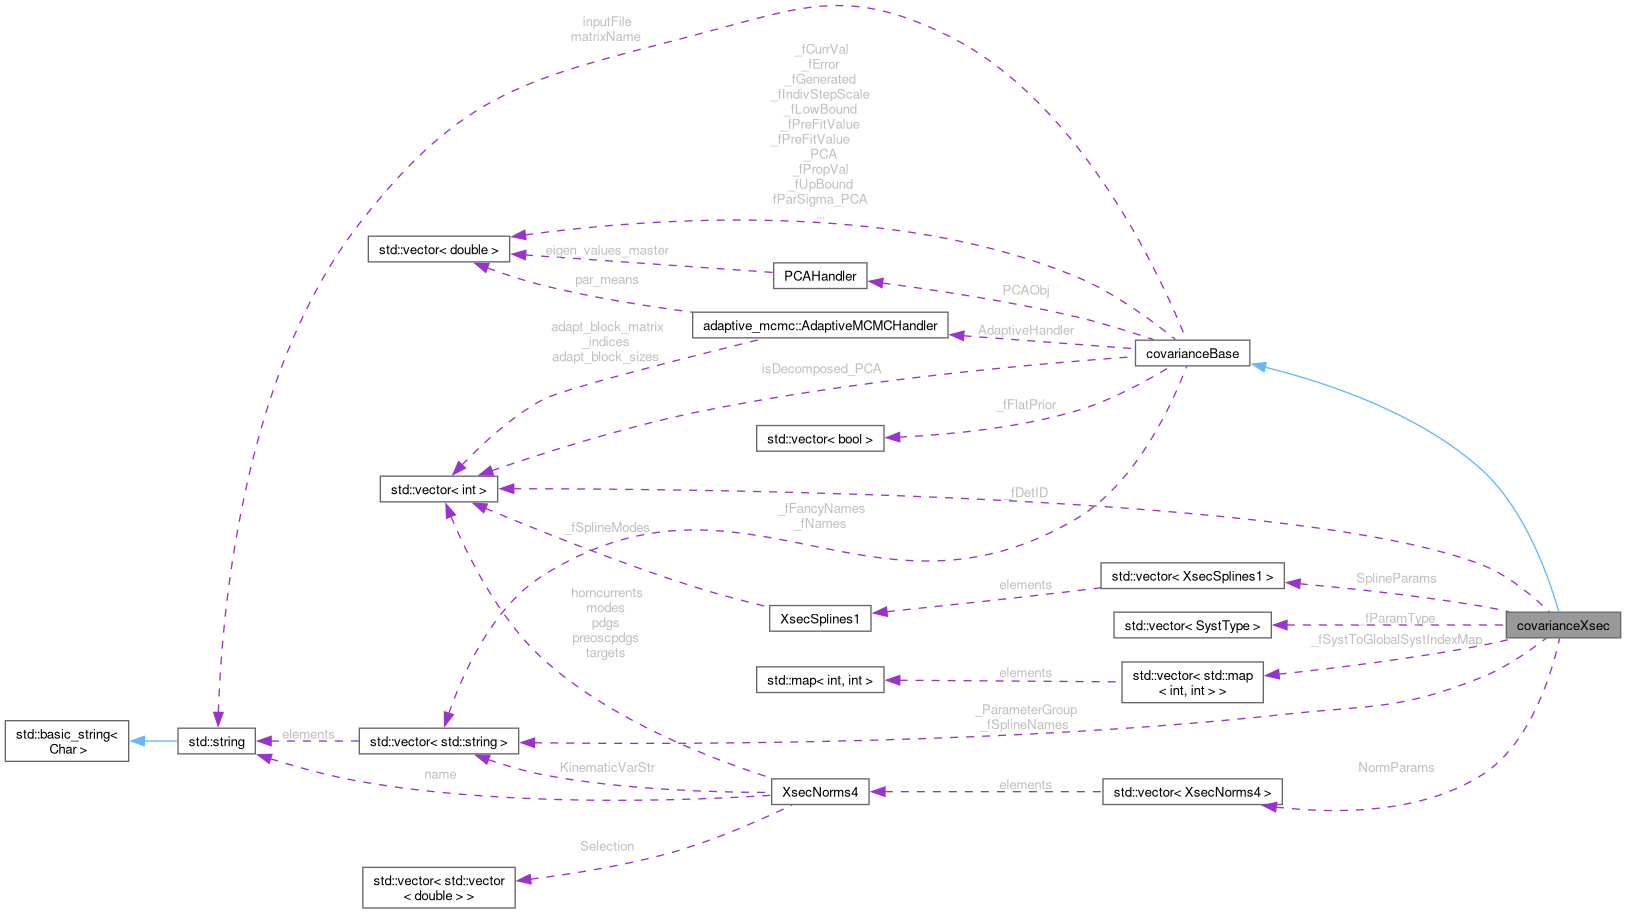 inputFile
matrixName
_fCurrVal
_fError
_fGenerated
_fIndivStepScale
_fLowBound
_fPreFitValue
_fPreFitValue
_PCA
_fPropVal
_fUpBound
fParSigma_PCA
...
std::vector< double >
eigen_values_master
PCAHandler
par_means
PCAObj
adaptive_mcmc::AdaptiveMCMCHandler
AdaptiveHandler
adapt_block_matrix
_indices
adapt_block_sizes
covarianceBase
isDecomposed_PCA
_fFlatPrior
std::vector< bool >
std::vector< int >
_fDetID
_fFancyNames
_fNames
_fSplineModes
std::vector< XsecSplines1 >
SplineParams
elements
horncurrents
modes
pdgs
preoscpdgs
targets
XsecSplines1
std::vector< SystType >
_fParamType
covarianceXsec
_fSystToGlobalSystIndexMap
std::map< int, int >
elements
std::vector< std::map
< int, int > >
_ParameterGroup
_fSplineNames
std::basic_string<
Char >
std::string
elements
std::vector< std::string >
name
KinematicVarStr
XsecNorms4
elements
std::vector< XsecNorms4 >
NormParams
Selection
std::vector< std::vector
< double > >